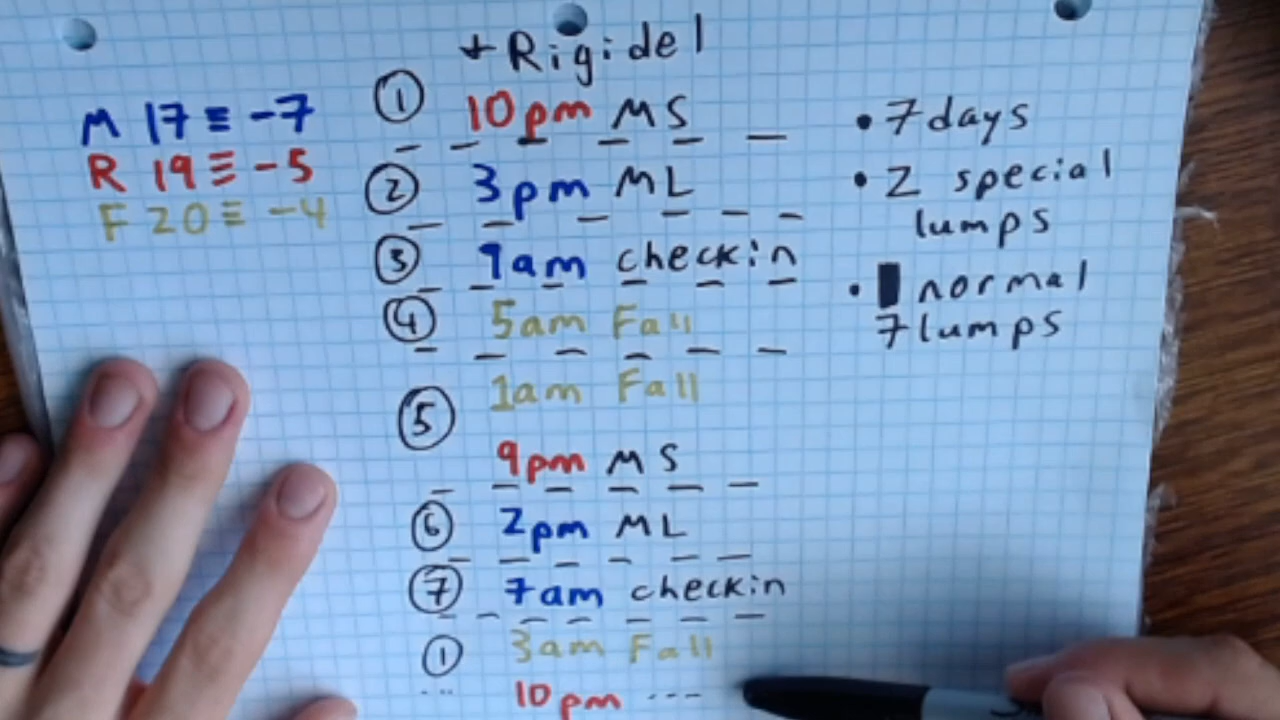 +Rigidel
M 17 ≡ -7
R 19 ≡ -5
F 20 ≡ -4
① 10pm MS
② 3pm ML
③ 9am checkin
④ 5am Fall
⑤ 1am Fall
9pm MS
⑥ 2pm ML
⑦ 7am checkin
① 3am Fall
... 10pm ---
• 7 days
• 2 special
lumps
• normal
7 lumps